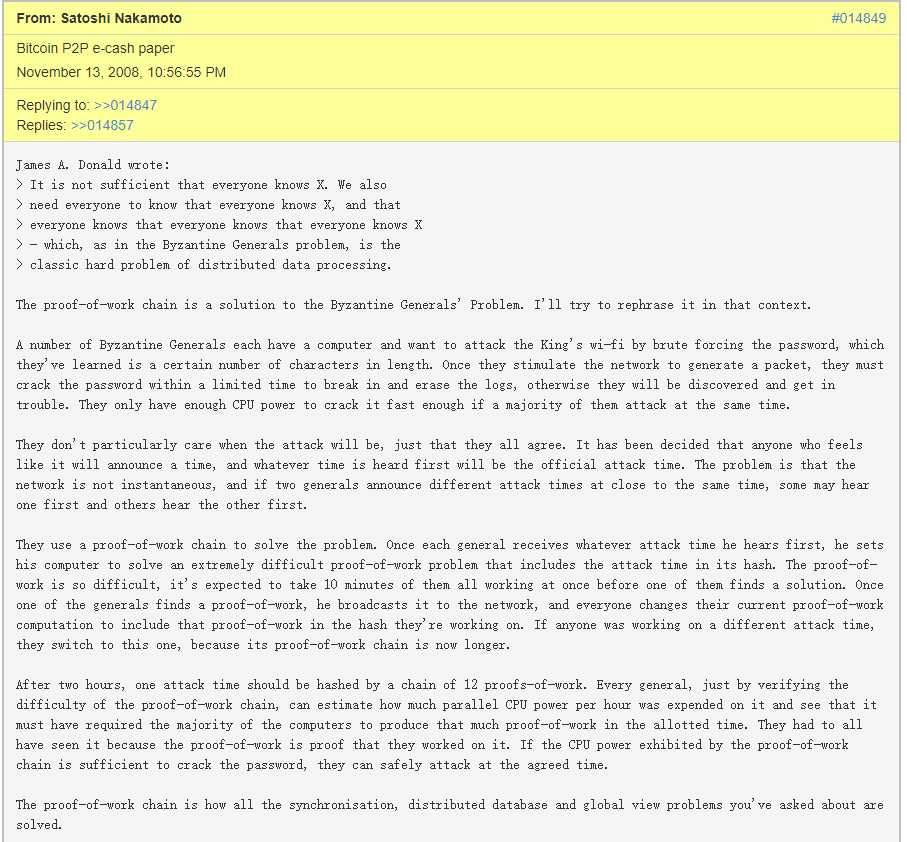 From: Satoshi Nakamoto #014849
Bitcoin P2P e-cash paper
November 13, 2008, 10:56:55 PM
Replying to: >>014847
Replies: >>014857
James A. Donald wrote:
> It is not sufficient that everyone knows X. We also
> need everyone to know that everyone knows X, and that
> everyone knows that everyone knows that everyone knows X
> - which, as in the Byzantine Generals problem, is the
> classic hard problem of distributed data processing.
The proof-of-work chain is a solution to the Byzantine Generals' Problem. I'll try to rephrase it in that context.
A number of Byzantine Generals each have a computer and want to attack the King's wi-fi by brute forcing the password, which
they've learned is a certain number of characters in length. Once they stimulate the network to generate a packet, they must
crack the password within a limited time to break in and erase the logs, otherwise they will be discovered and get in
trouble. They only have enough CPU power to crack it fast enough if a majority of them attack at the same time.
They don't particularly care when the attack will be, just that they all agree. It has been decided that anyone who feels
like it will announce a time, and whatever time is heard first will be the official attack time. The problem is that the
network is not instantaneous, and if two generals announce different attack times at close to the same time, some may hear
one first and others hear the other first.
They use a proof-of-work chain to solve the problem. Once each general receives whatever attack time he hears first, he sets
his computer to solve an extremely difficult proof-of-work problem that includes the attack time in its hash. The proof-of-
work is so difficult, it's expected to take 10 minutes of them all working at once before one of them finds a solution. Once
one of the generals finds a proof-of-work, he broadcasts it to the network, and everyone changes their current proof-of-work
computation to include that proof-of-work in the hash they're working on. If anyone was working on a different attack time,
they switch to this one, because its proof-of-work chain is now longer.
After two hours, one attack time should be hashed by a chain of 12 proofs-of-work. Every general, just by verifying the
difficulty of the proof-of-work chain, can estimate how much parallel CPU power per hour was expended on it and see that it
must have required the majority of the computers to produce that much proof-of-work in the allotted time. They had to all
have seen it because the proof-of-work is proof that they worked on it. If the CPU power exhibited by the proof-of-work
chain is sufficient to crack the password, they can safely attack at the agreed time.
The proof-of-work chain is how all the synchronisation, distributed database and global view problems you've asked about are
solved.